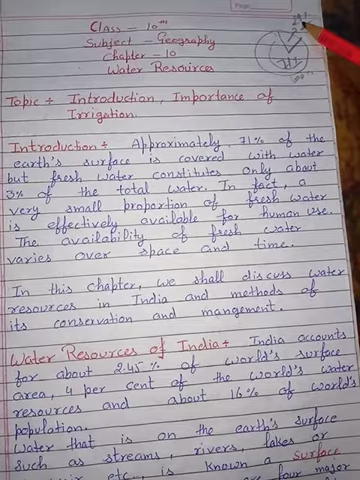 Page:
Class - 10th
Subject - Geography
Chapter - 10
Water Resources
29%
71%
Topic ÷ Introduction, Importance of
Irrigation.
Introduction ÷ Approximately 71% of the
earth's surface is covered with water
but fresh water constitutes only about
3% of the total water. In fact, a
very small proportion of fresh water
is effectively available for human use.
The availability of fresh water
varies over space and time.
In this chapter, we shall discuss water
resources in India and methods of
its conservation and mangement.
Water Resources of India ÷ India accounts
for about 2.45% of world's surface
area, 4 per cent of the world's water
resources and about 16% of world's
population.
Water that is on the earth's surface
such as streams, rivers, lakes or
etc., is known a Surface
are four major